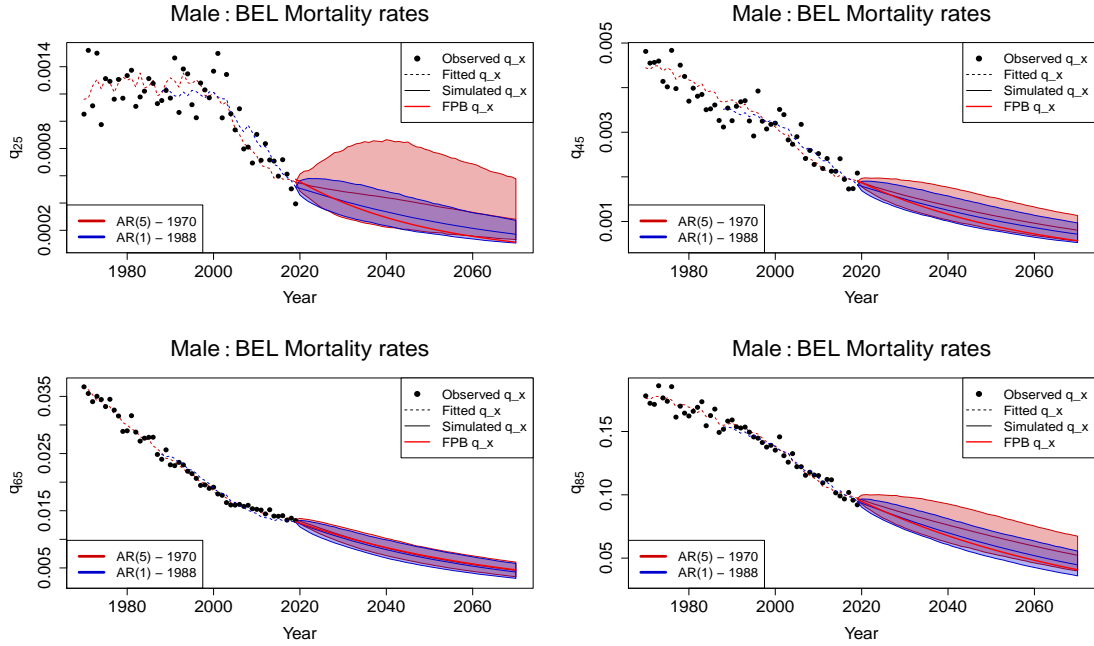 Male : BEL Mortality rates
q25
0.0014
0.0008
0.0002
Observed q_x
Fitted q_x
Simulated q_x
FPB q_x
AR(5) − 1970
AR(1) − 1988
1980 2000 2020 2040 2060
Year
Male : BEL Mortality rates
q45
0.005
0.003
0.001
Observed q_x
Fitted q_x
Simulated q_x
FPB q_x
AR(5) − 1970
AR(1) − 1988
1980 2000 2020 2040 2060
Year
Male : BEL Mortality rates
q65
0.035
0.025
0.015
0.005
Observed q_x
Fitted q_x
Simulated q_x
FPB q_x
AR(5) − 1970
AR(1) − 1988
1980 2000 2020 2040 2060
Year
Male : BEL Mortality rates
q85
0.15
0.10
0.05
Observed q_x
Fitted q_x
Simulated q_x
FPB q_x
AR(5) − 1970
AR(1) − 1988
1980 2000 2020 2040 2060
Year